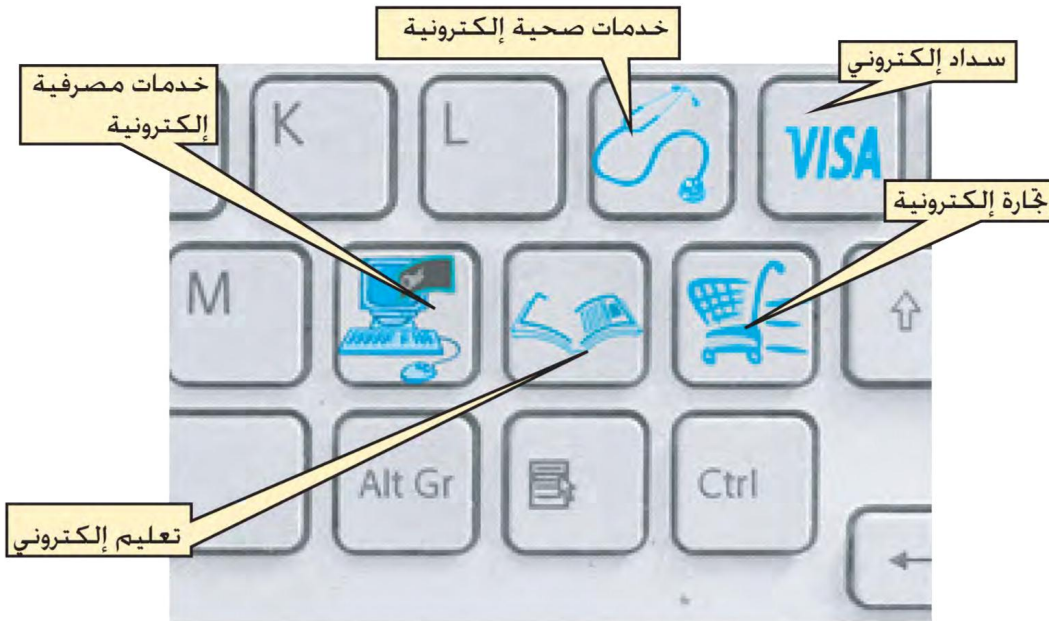 خدمات صحية إلكترونية
سداد إلكتروني
خدمات مصرفية
إلكترونية
تجارة إلكترونية
تعليم إلكتروني
K
L
VISA
M
Alt Gr
Ctrl